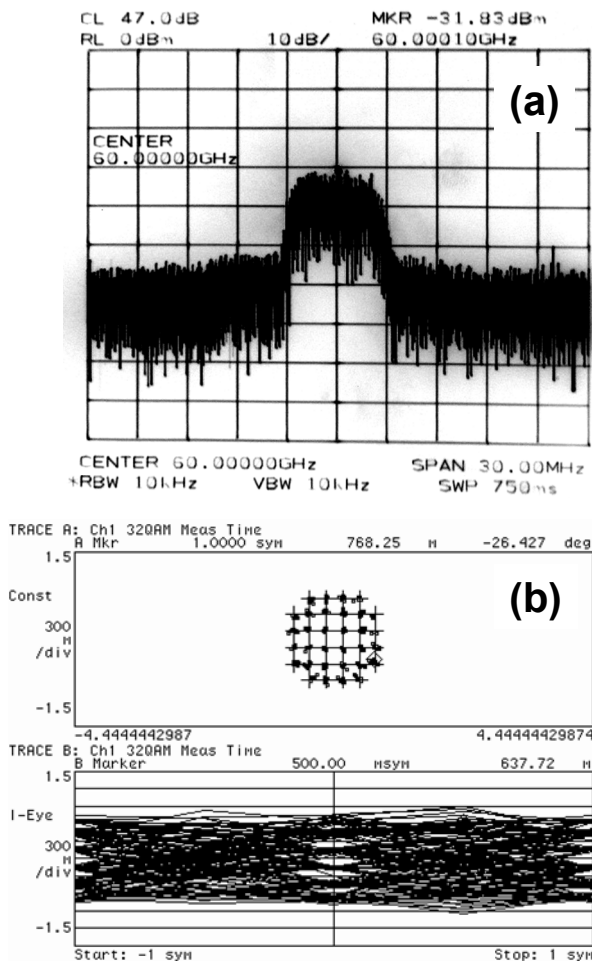 CL 47.0dB MKR -31.83dBm
RL 0dBm 10dB/ 60.00010GHz
(a)
CENTER
60.00000GHz
CENTER 60.00000GHz SPAN 30.00MHz
*RBW 10kHz VBW 10kHz SWP 750ms
TRACE A: Ch1 32QAM Meas Time
A Mkr 1.0000 sym 768.25 M -26.427 deg
1.5
(b)
Const
300
M
/div
-1.5
-4.4444442987 4.44444429874
TRACE B: Ch1 32QAM Meas Time
B Marker 500.00 msym 637.72 M
1.5
I-Eye
300
M
/div
-1.5
Start: -1 sym Stop: 1 sym